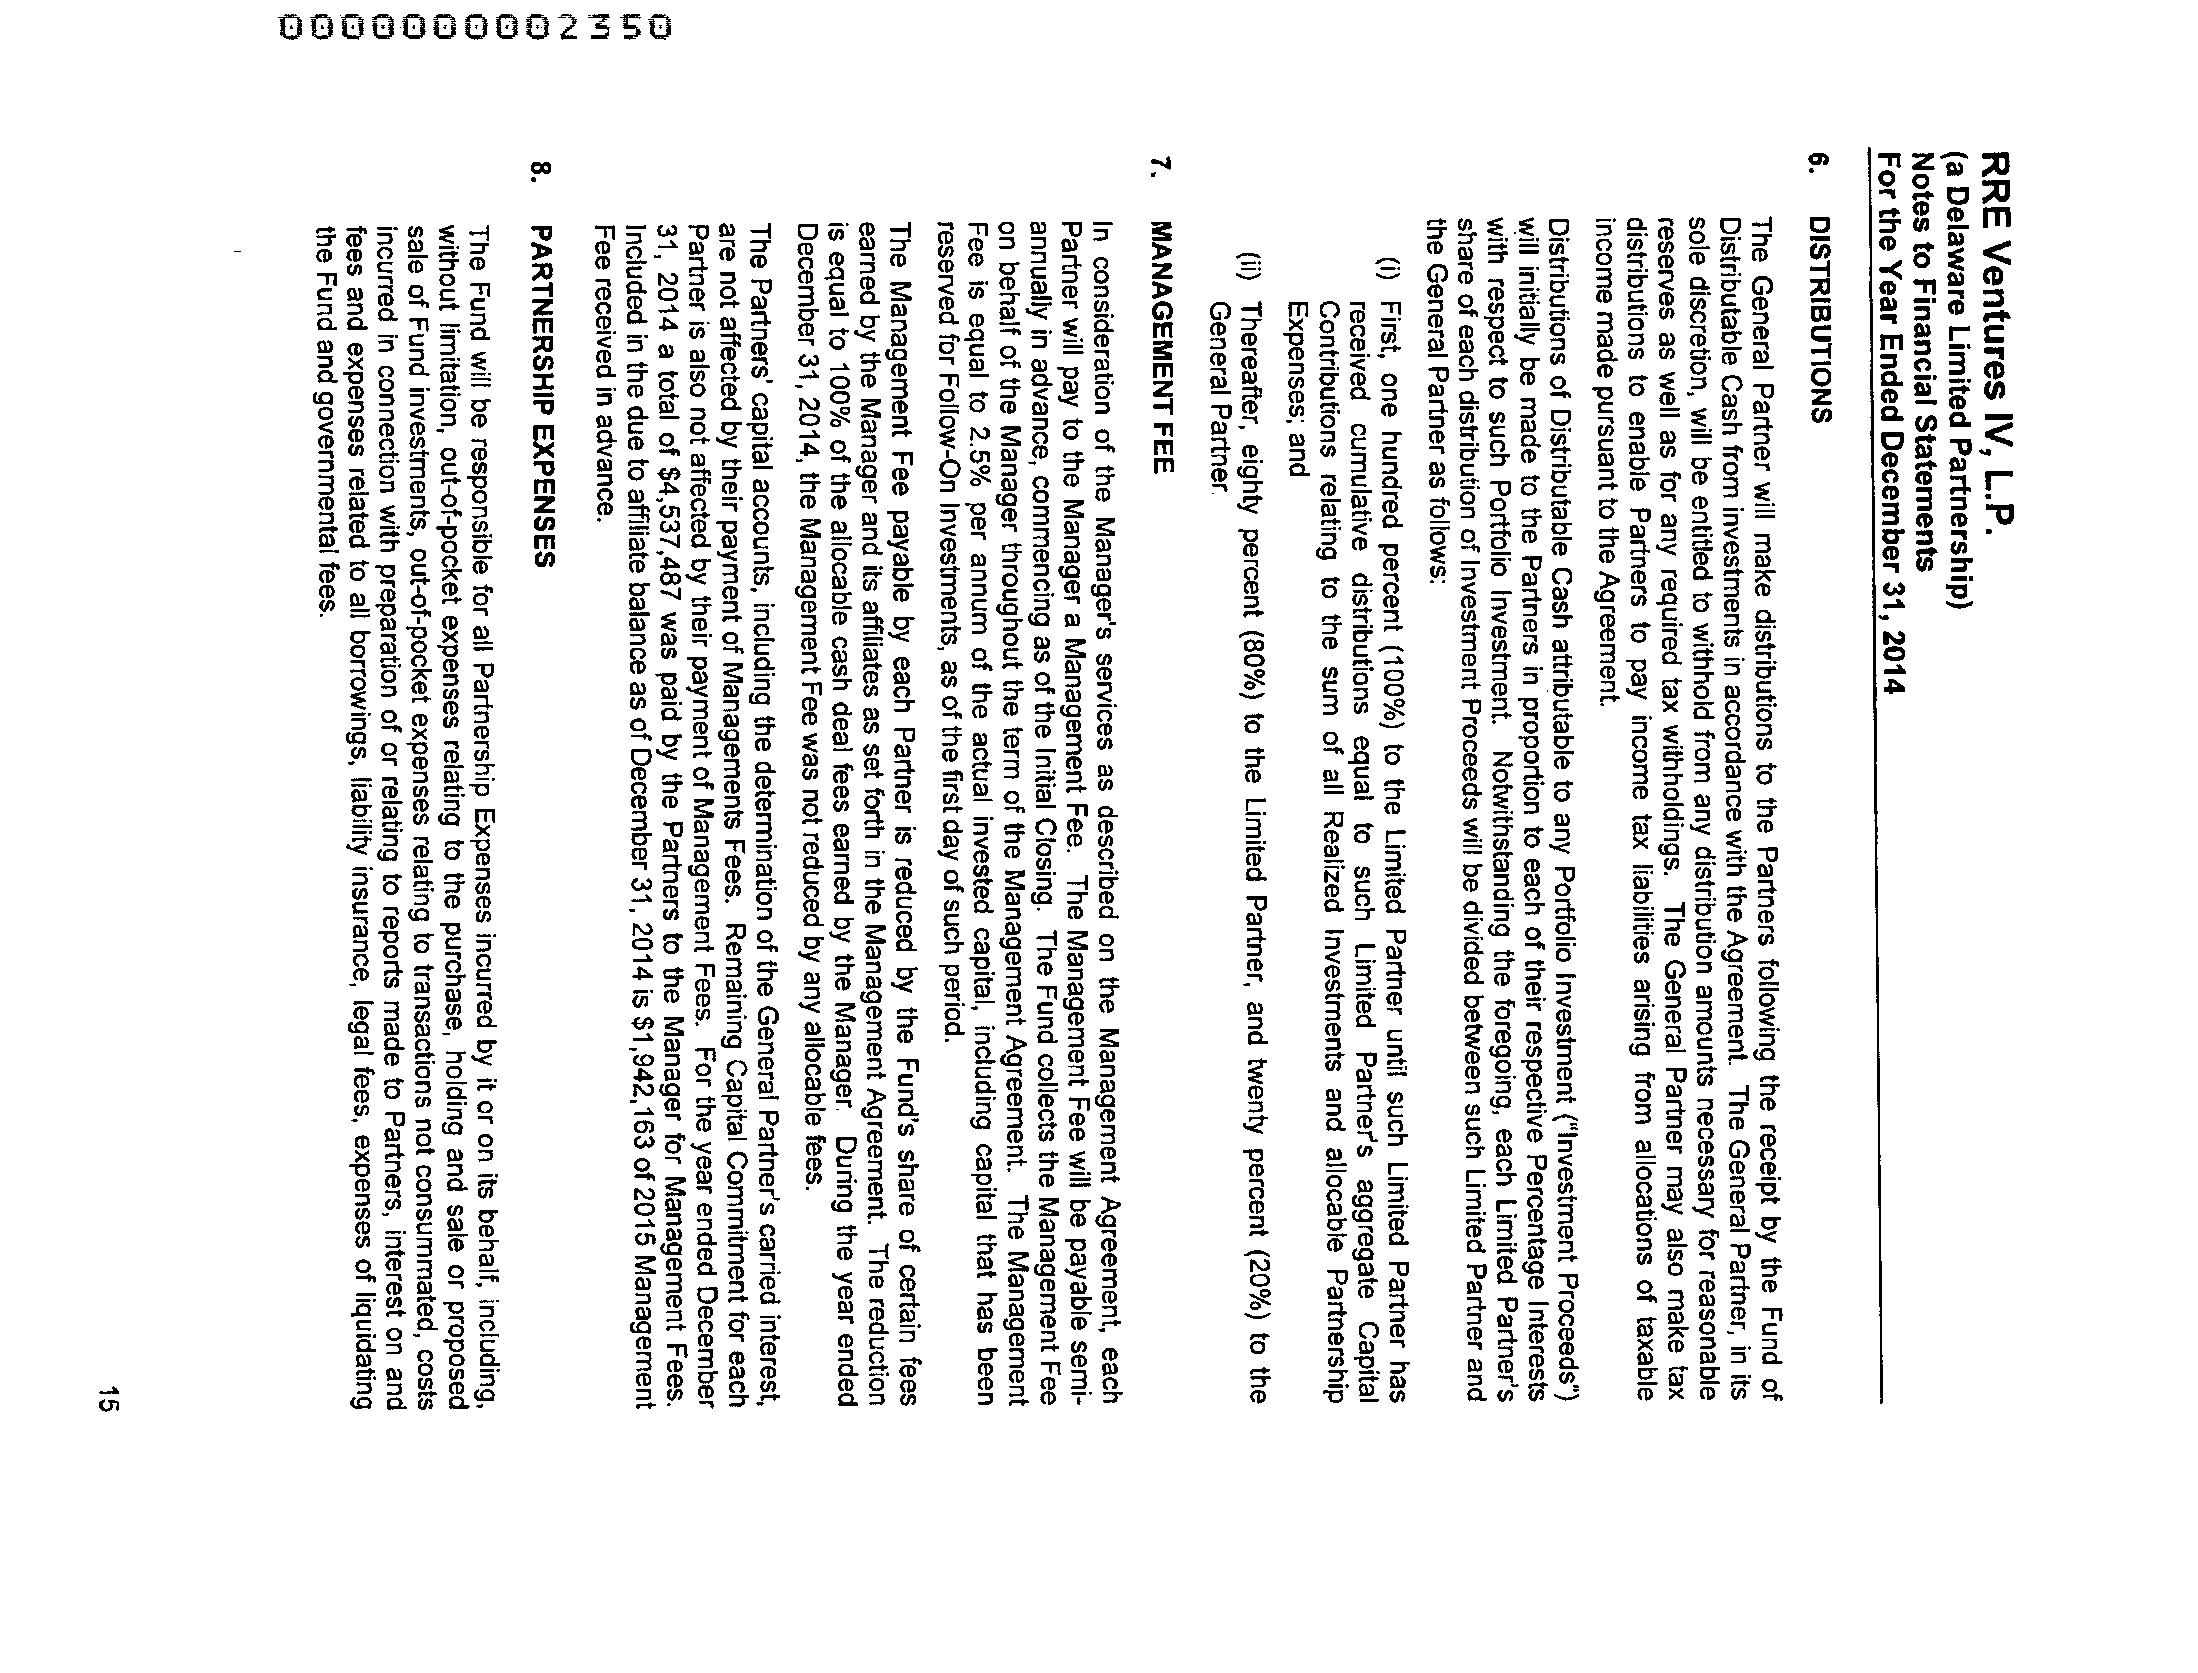 RRE Ventures IV, L.P.
(a Delaware Limited Partnership)
Notes to Financial Statements
For the Year Ended December 31, 2014
6. DISTRIBUTIONS
The General Partner will make distributions to the Partners following the receipt by the Fund of
Distributable Cash from investments in accordance with the Agreement. The General Partner, in its
sole discretion, will be entitled to withhold from any distribution amounts necessary for reasonable
reserves as well as for any required tax withholdings. The General Partner may also make tax
distributions to enable Partners to pay income tax liabilities arising from allocations of taxable
income made pursuant to the Agreement.
Distributions of Distributable Cash attributable to any Portfolio Investment ("Investment Proceeds")
will initially be made to the Partners in proportion to each of their respective Percentage Interests
with respect to such Portfolio Investment. Notwithstanding the foregoing, each Limited Partner's
share of each distribution of Investment Proceeds will be divided between such Limited Partner and
the General Partner as follows:
(i) First, one hundred percent (100%) to the Limited Partner until such Limited Partner has
received cumulative distributions equal to such Limited Partner's aggregate Capital
Contributions relating to the sum of all Realized Investments and allocable Partnership
Expenses; and
(ii) Thereafter, eighty percent (80%) to the Limited Partner, and twenty percent (20%) to the
General Partner.
7. MANAGEMENT FEE
In consideration of the Manager's services as described on the Management Agreement, each
Partner will pay to the Manager a Management Fee. The Management Fee will be payable semi-
annually in advance, commencing as of the Initial Closing. The Fund collects the Management Fee
on behalf of the Manager throughout the term of the Management Agreement. The Management
Fee is equal to 2.5% per annum of the actual invested capital, including capital that has been
reserved for Follow-On Investments, as of the first day of such period.
The Management Fee payable by each Partner is reduced by the Fund's share of certain fees
earned by the Manager and its affiliates as set forth in the Management Agreement. The reduction
is equal to 100% of the allocable cash deal fees earned by the Manager. During the year ended
December 31, 2014, the Management Fee was not reduced by any allocable fees.
The Partners' capital accounts, including the determination of the General Partner's carried interest,
are not affected by their payment of Managements Fees. Remaining Capital Commitment for each
Partner is also not affected by their payment of Management Fees. For the year ended December
31, 2014 a total of $4,537,487 was paid by the Partners to the Manager for Management Fees.
Included in the due to affiliate balance as of December 31, 2014 is $1,942,163 of 2015 Management
Fee received in advance.
8. PARTNERSHIP EXPENSES
The Fund will be responsible for all Partnership Expenses incurred by it or on its behalf, including,
without limitation, out-of-pocket expenses relating to the purchase, holding and sale or proposed
sale of Fund investments, out-of-pocket expenses relating to transactions not consummated, costs
incurred in connection with preparation of or relating to reports made to Partners, interest on and
fees and expenses related to all borrowings, liability insurance, legal fees, expenses of liquidating
the Fund and governmental fees.
15
0000000002350